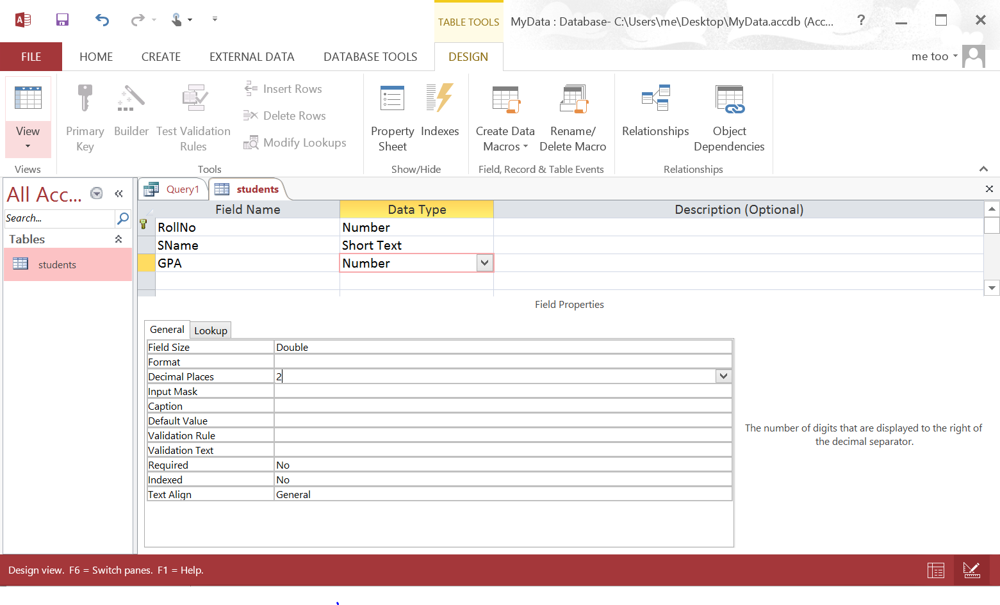 TABLE TOOLS
MyData : Database- C:\Users\me\Desktop\MyData.accdb (Acc...
?
FILE
HOME
CREATE
EXTERNAL DATA
DATABASE TOOLS
DESIGN
me too
View
Primary
Key
Builder
Test Validation
Rules
Insert Rows
Delete Rows
Modify Lookups
Property
Sheet
Indexes
Create Data
Macros
Rename/
Delete Macro
Relationships
Object
Dependencies
Views
Tools
Show/Hide
Field, Record & Table Events
Relationships
All Acc...
Search...
Tables
students
Query1
students
Field Name
Data Type
Description (Optional)
RollNo
Number
SName
Short Text
GPA
Number
Field Properties
General
Lookup
Field Size
Double
Format
Decimal Places
2
Input Mask
Caption
Default Value
Validation Rule
Validation Text
Required
No
Indexed
No
Text Align
General
The number of digits that are displayed to the right of
the decimal separator.
Design view. F6 = Switch panes. F1 = Help.